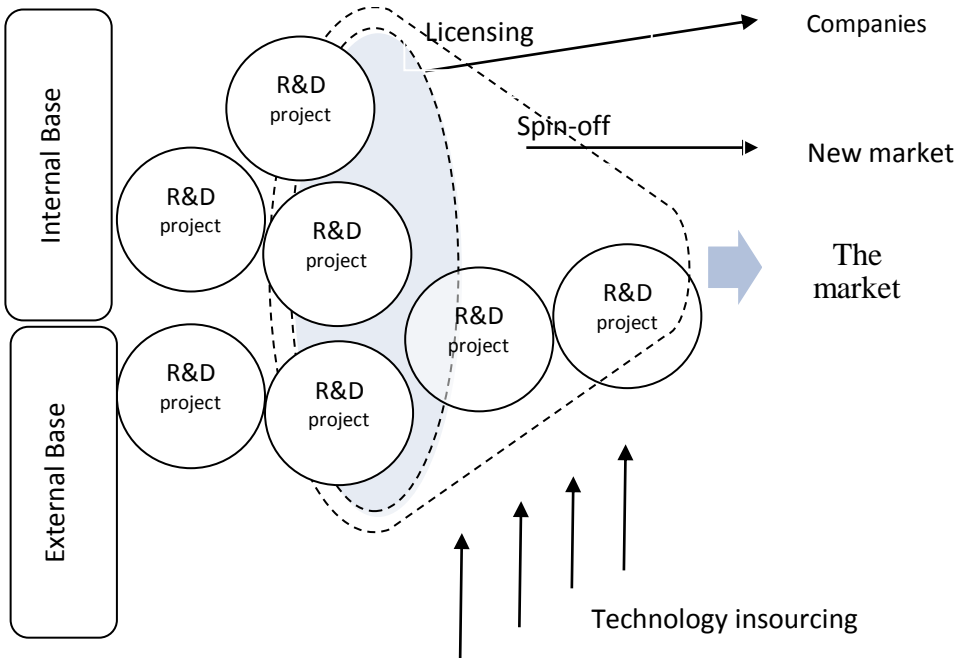 Licensing
Companies
R&D
project
Internal Base
Spin-off
New market
R&D
project
R&D
project
The
market
R&D
project
R&D
project
R&D
project
R&D
project
External Base
Technology insourcing